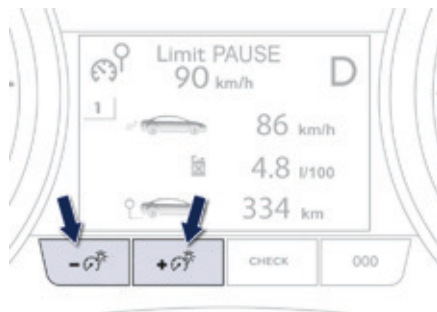 Limit PAUSE
90 km/h
D
1
86 km/h
4.8 l/100
334 km
-
+
CHECK
000